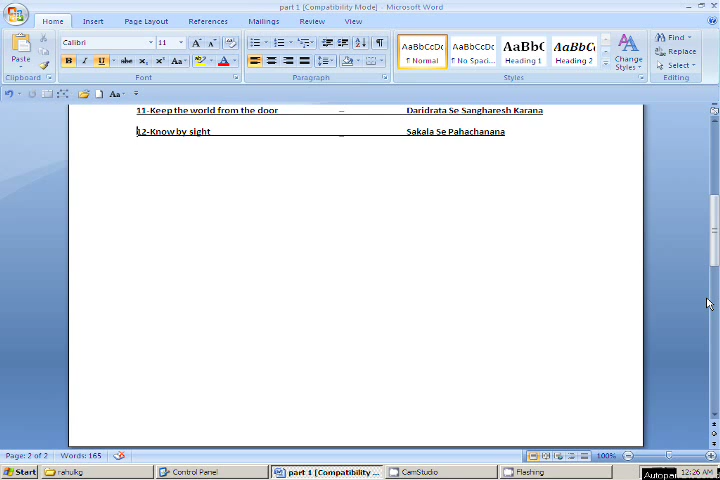 part 1 [Compatibility Mode] - Microsoft Word
Home Insert Page Layout References Mailings Review View
Paste Calibri 11 AaBbCcDc AaBbCcDc AaBbC AaBbCc Change Styles Find
Replace
¶ Normal ¶ No Spaci... Heading 1 Heading 2 Select
Clipboard Font Paragraph Styles Editing
11-Keep the world from the door – Daridrata Se Sangharesh Karana
12-Know by sight – Sakala Se Pahachanana
Page: 2 of 2 Words: 165 100%
Start rahulkg Control Panel part 1 [Compatibility ... CamStudio Flashing 12:26 AM